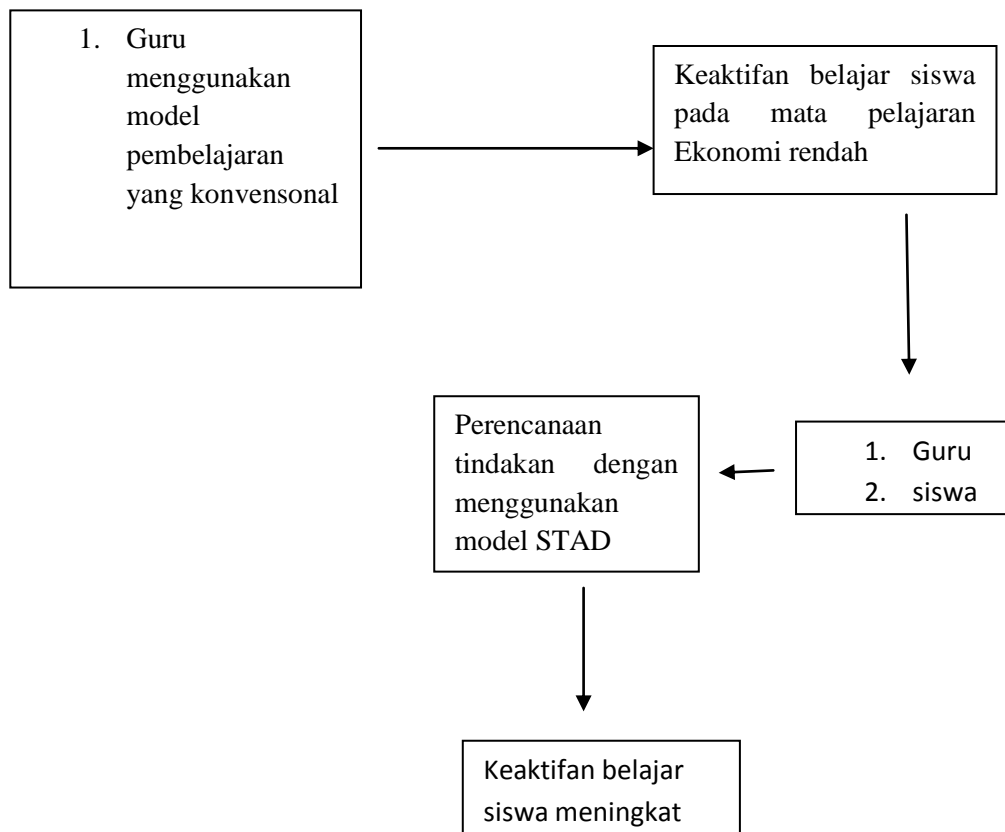 1. Guru
menggunakan
model
pembelajaran
yang konvensonal
Keaktifan belajar siswa
pada mata pelajaran
Ekonomi rendah
Perencanaan
tindakan dengan
menggunakan
model STAD
1. Guru
2. siswa
Keaktifan belajar
siswa meningkat